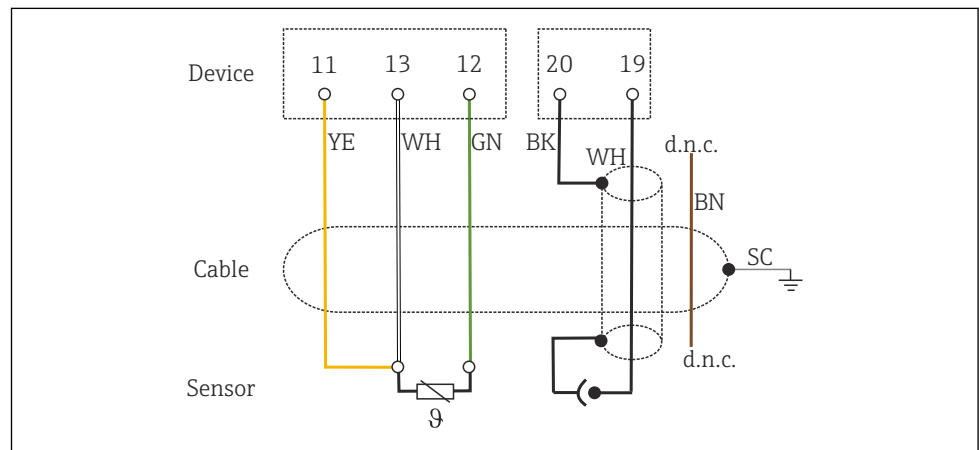 Device
11
13
12
20
19
YE
WH
GN
BK
WH
d.n.c.
BN
Cable
SC
d.n.c.
Sensor
ϑ